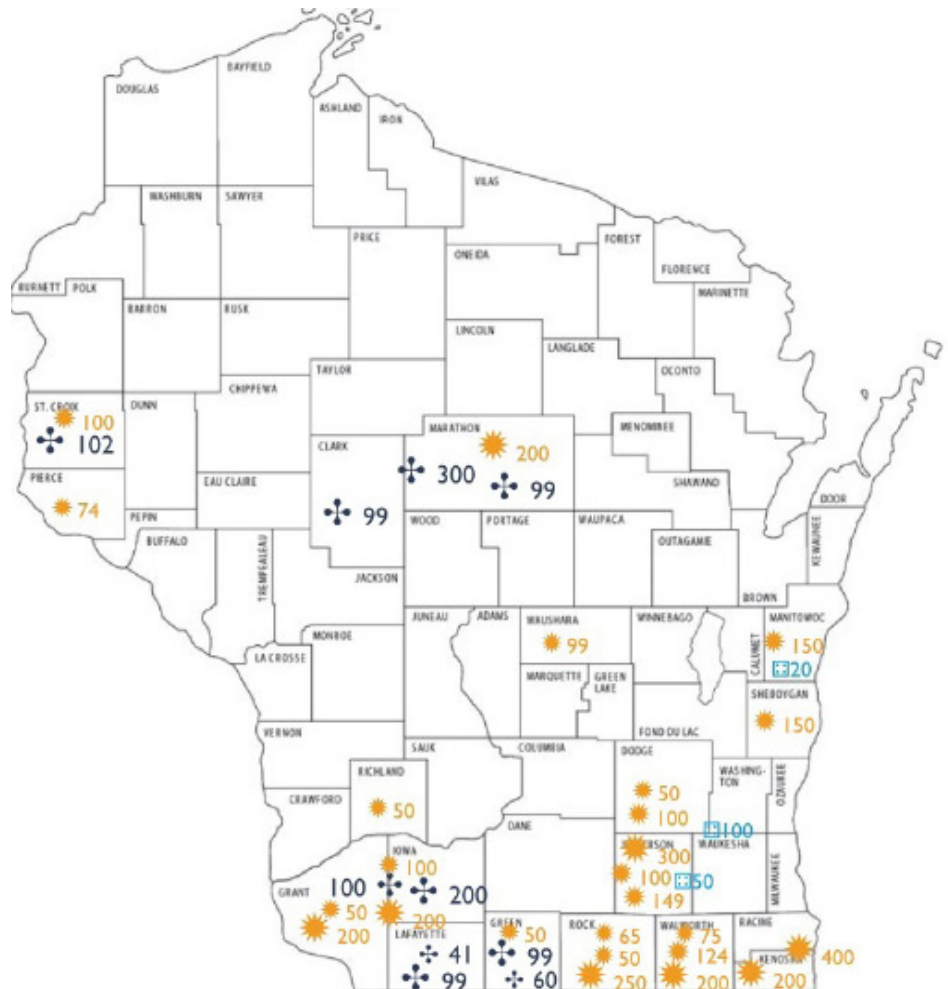 BAYFIELD
DOUGLAS
ASHLAND
IRON
VILAS
WASHBURN
SAWYER
PRICE
FOREST
ONEIDA
FLORENCE
BURNETT
POLK
MARINETTE
BARRON
RUSK
LINCOLN
LANGLADE
TAYLOR
OCONTO
CHIPPEWA
ST. CROIX
DUNN
100
102
MARATHON
MENOMINEE
CLARK
200
300
99
PIERCE
EAU CLAIRE
SHAWANO
74
99
DOOR
PEPIN
WOOD
PORTAGE
WAUPACA
BUFFALO
TREMPEALEAU
OUTAGAMIE
KEWAUNEE
JACKSON
BROWN
JUNEAU
ADAMS
WAUSHARA
WINNEBAGO
MANITOWOC
MONROE
99
CALUMET
150
20
LA CROSSE
MARQUETTE
GREEN
LAKE
SHEBOYGAN
150
VERNON
FOND DU LAC
SAUK
COLUMBIA
DODGE
RICHLAND
WASHING-
TON
OZAUKEE
50
CRAWFORD
50
100
DANE
100
JEFFERSON
WAUKESHA
MILWAUKEE
IOWA
300
100
100
50
GRANT
100
200
149
50
200
200
LAFAYETTE
GREEN
50
ROCK
65
WALWORTH
75
RACINE
41
99
50
124
400
KENOSHA
99
60
250
200
200